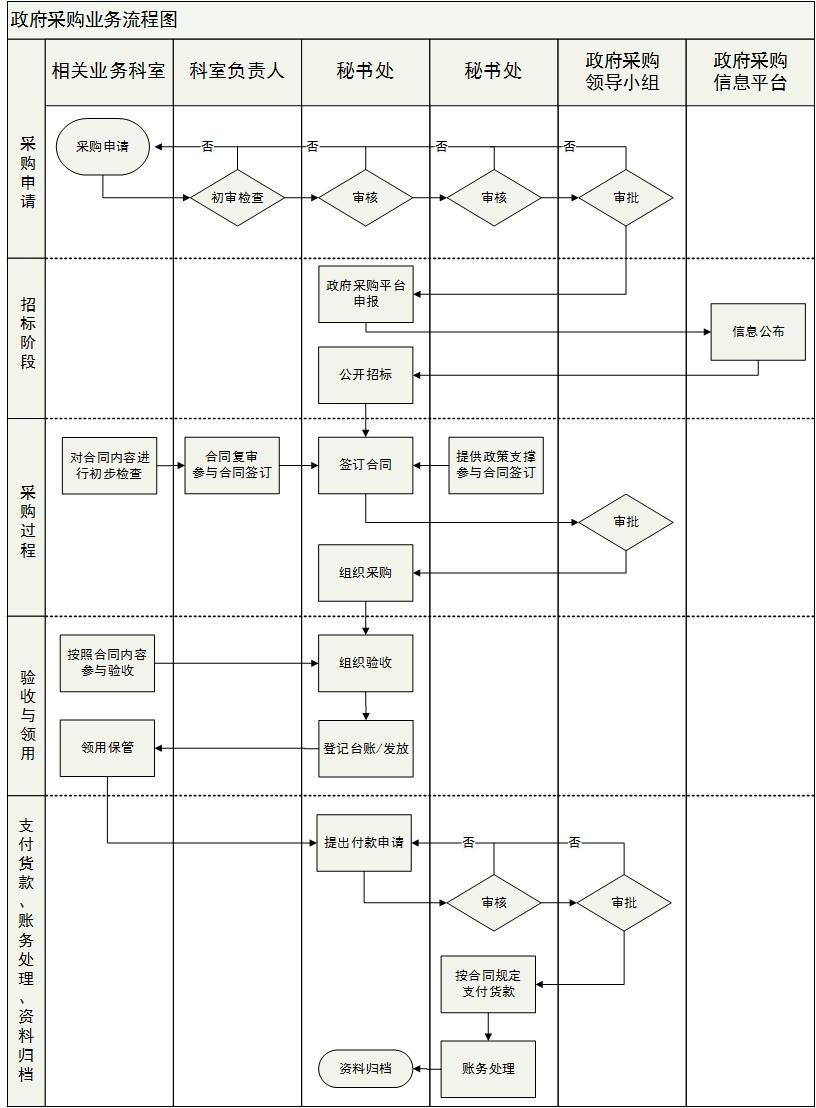 政府采购业务流程图
相关业务科室
科室负责人
秘书处
秘书处
政府采购
领导小组
政府采购
信息平台
采购申请
采购申请
否
否
否
否
初审检查
审核
审核
审批
招标阶段
政府采购平台
申报
信息公布
公开招标
采购过程
对合同内容进
行初步检查
合同复审
参与合同签订
签订合同
提供政策支撑
参与合同签订
审批
组织采购
验收与领用
按照合同内容
参与验收
组织验收
领用保管
登记台账/发放
支付货款、账务处理、资料归档
提出付款申请
否
否
审核
审批
按合同规定
支付货款
资料归档
账务处理